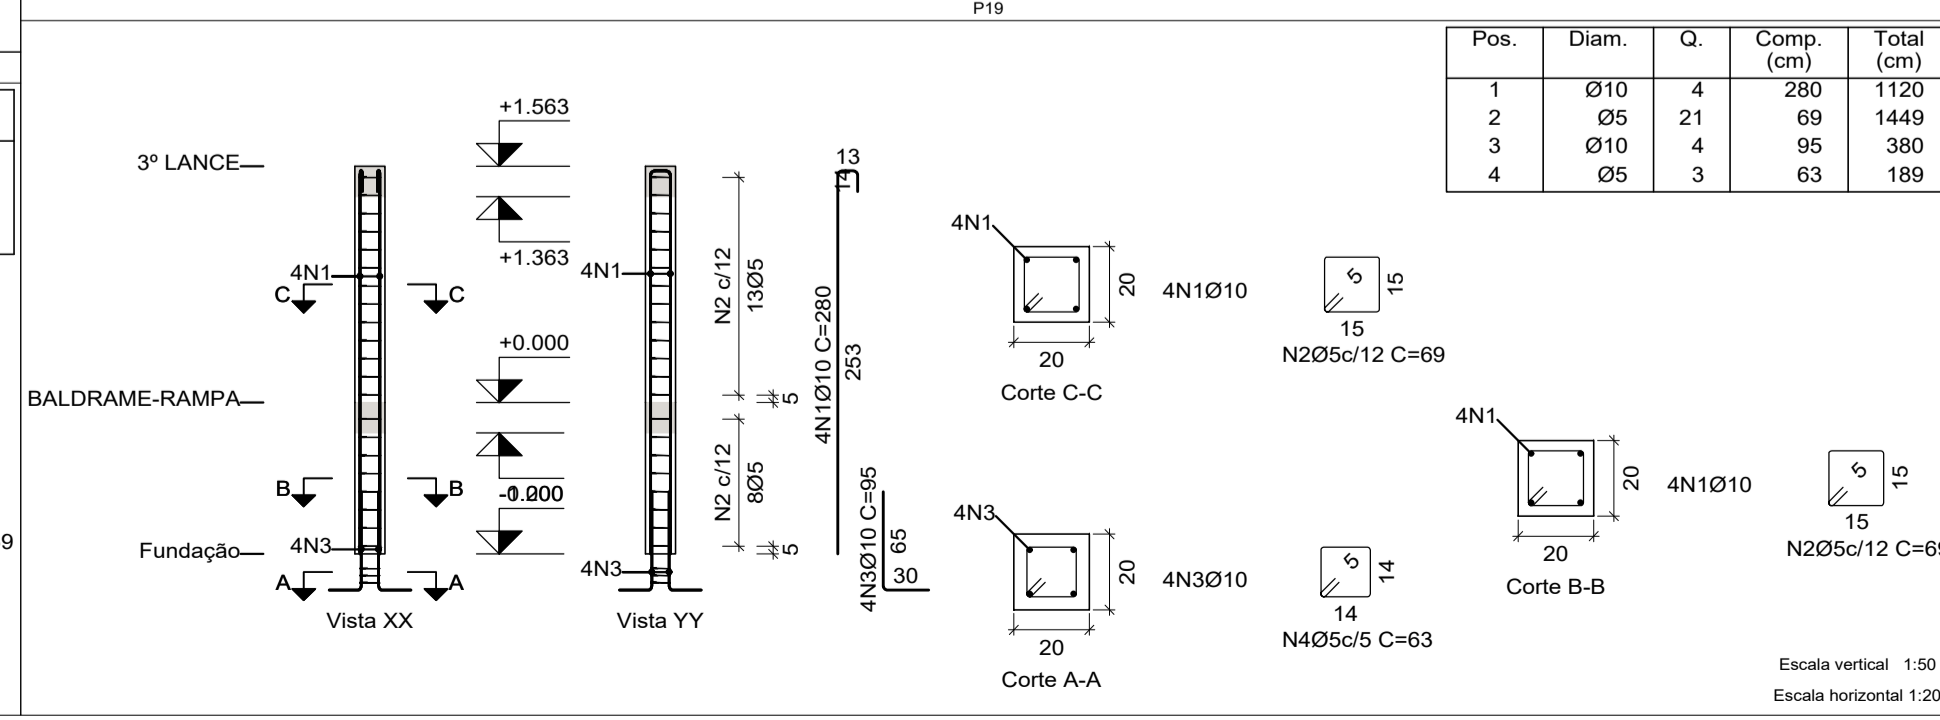 P19
Pos. Diam. Q. Comp. (cm) Total (cm)
1 Ø10 4 280 1120
2 Ø5 21 69 1449
3 Ø10 4 95 380
4 Ø5 3 63 189
+1.563
3º LANCE
13
14
4N1
+1.363
4N1
4N1
C
C
N2 c/12
13Ø5
20
4N1Ø10
5
15
15
N2Ø5c/12 C=69
20
Corte C-C
4N1Ø10 C=280
253
+0.000
BALDRAME-RAMPA
5
4N1
B
B
-1.000
N2 c/12
8Ø5
4N3Ø10 C=95
65
30
20
4N1Ø10
5
15
15
N2Ø5c/12 C=69
20
Corte B-B
9
Fundação
4N3
4N3
4N3
A
A
5
20
4N3Ø10
5
14
14
N4Ø5c/5 C=63
20
Corte A-A
Vista XX
Vista YY
Escala vertical 1:50
Escala horizontal 1:20